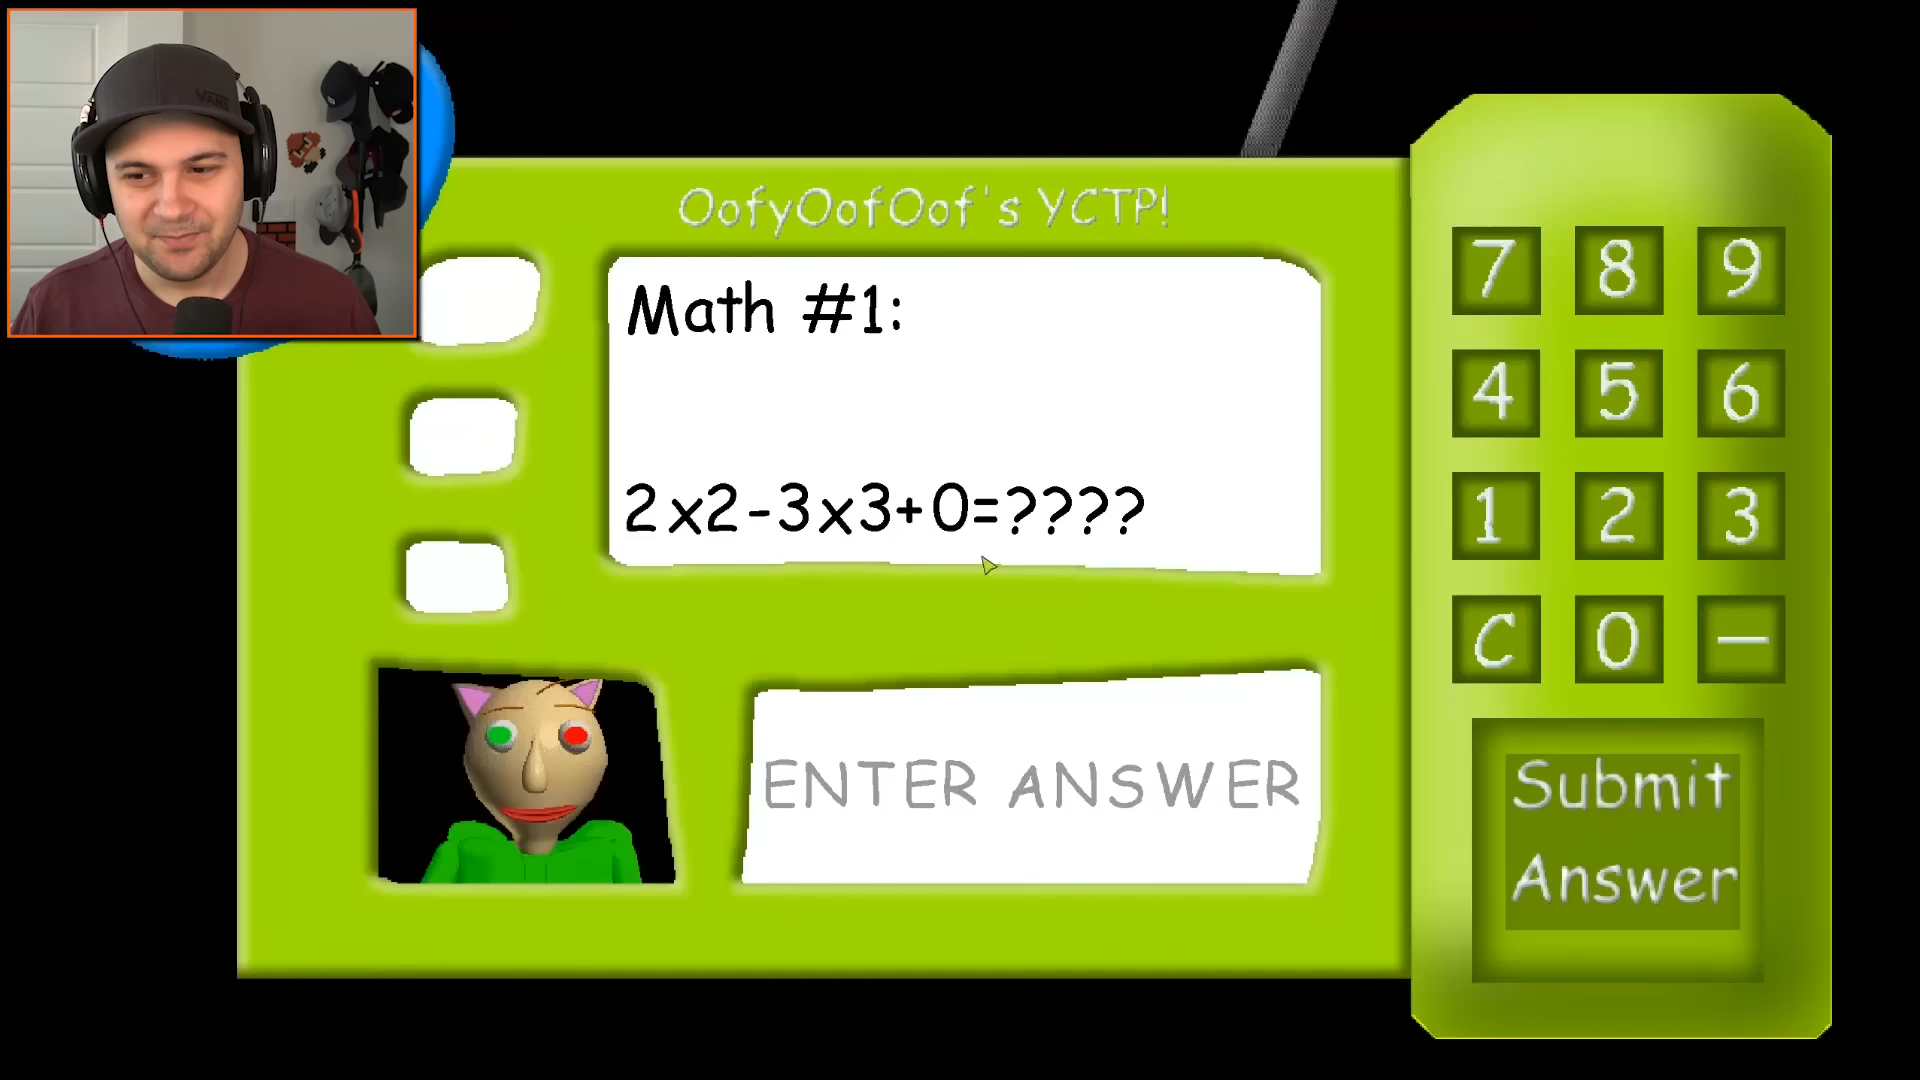 VANS
OofyOofOof's YCTP!
Math #1:
2x2-3x3+0=????
ENTER ANSWER
7 8 9
4 5 6
1 2 3
C 0 −
Submit
Answer